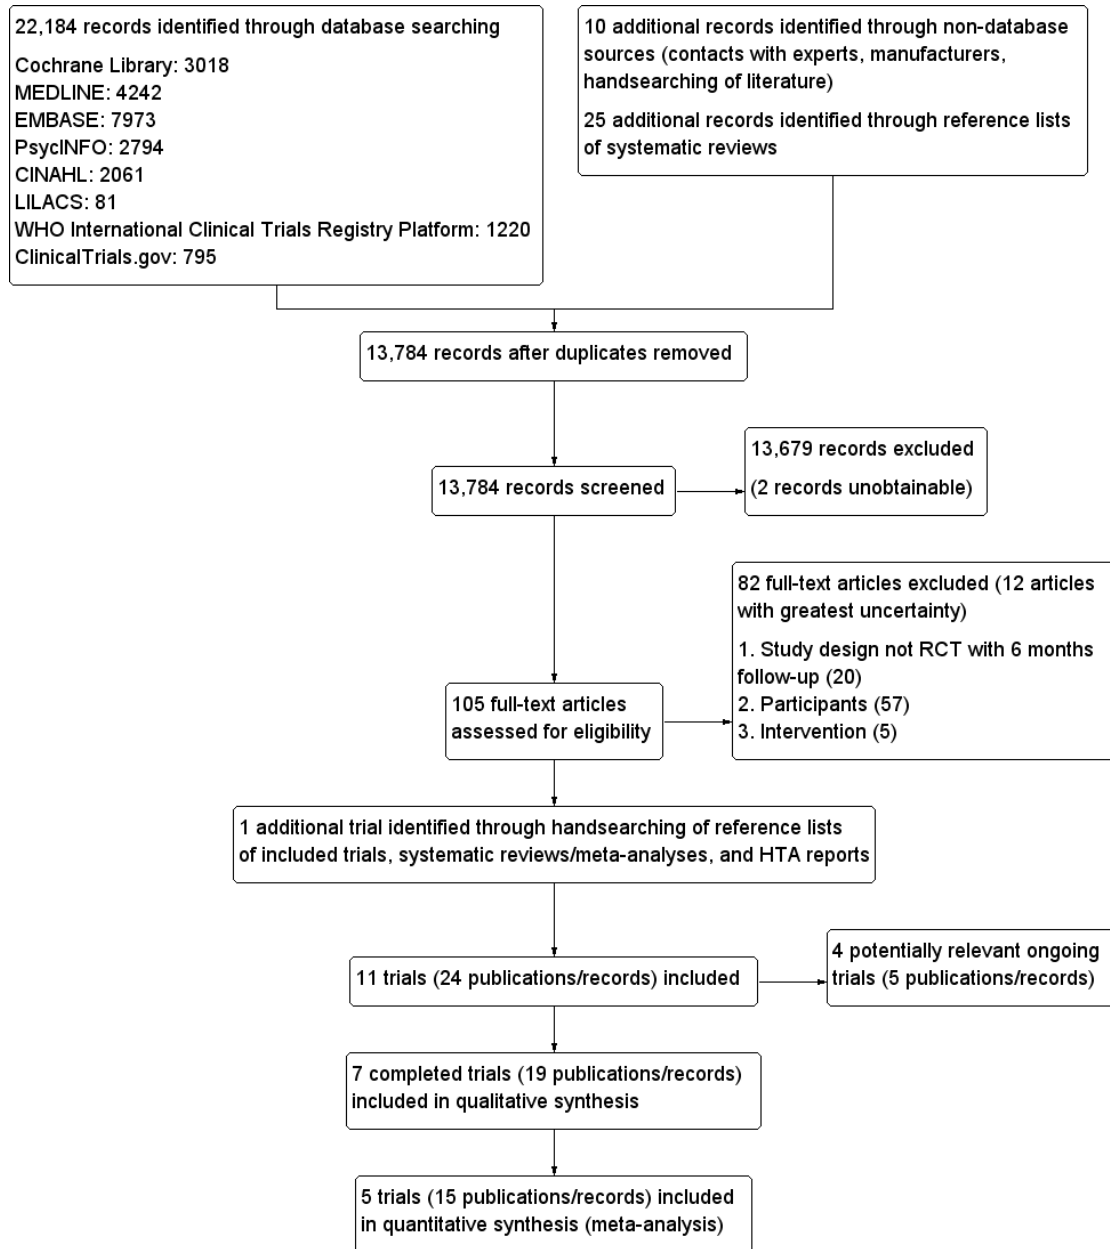 22,184 records identified through database searching
Cochrane Library: 3018
MEDLINE: 4242
EMBASE: 7973
PsycINFO: 2794
CINAHL: 2061
LILACS: 81
WHO International Clinical Trials Registry Platform: 1220
ClinicalTrials.gov: 795
10 additional records identified through non-database
sources (contacts with experts, manufacturers,
handsearching of literature)
25 additional records identified through reference lists
of systematic reviews
13,784 records after duplicates removed
13,784 records screened
13,679 records excluded
(2 records unobtainable)
105 full-text articles
assessed for eligibility
82 full-text articles excluded (12 articles
with greatest uncertainty)
1. Study design not RCT with 6 months
follow-up (20)
2. Participants (57)
3. Intervention (5)
1 additional trial identified through handsearching of reference lists
of included trials, systematic reviews/meta-analyses, and HTA reports
11 trials (24 publications/records) included
4 potentially relevant ongoing
trials (5 publications/records)
7 completed trials (19 publications/records)
included in qualitative synthesis
5 trials (15 publications/records) included
in quantitative synthesis (meta-analysis)